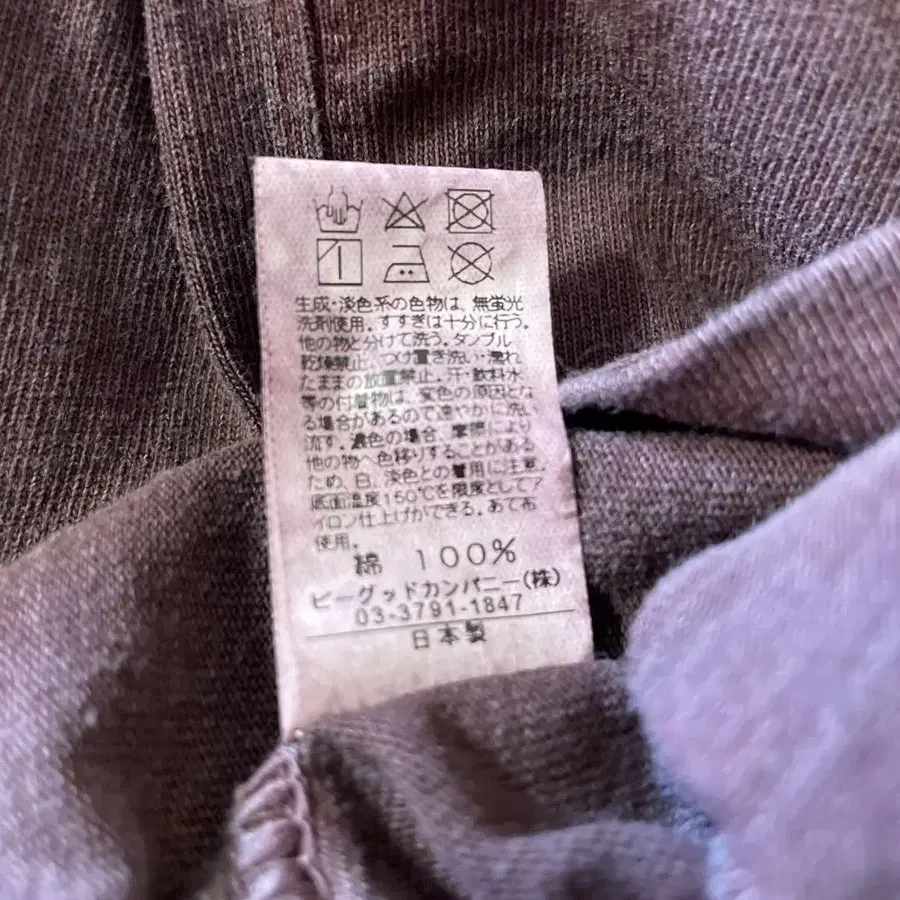 生成・淡色系の色物は、無蛍光
洗剤使用。すすぎは十分に行う。
他の物と分けて洗う。タンブル
乾燥禁止。つけ置き洗い・濡れ
たままの放置禁止。汗・飲料水
等の付着物は、変色の原因とな
る場合があるので速やかに洗い
流す。濃色の場合、摩擦により
他の物へ色移りすることがある
ため、白、淡色との着用に注意。
底面温度150℃を限度としてア
イロン仕上げができる。あて布
使用。
綿 100%
ビーグッドカンパニー(株)
03-3791-1847
日本製